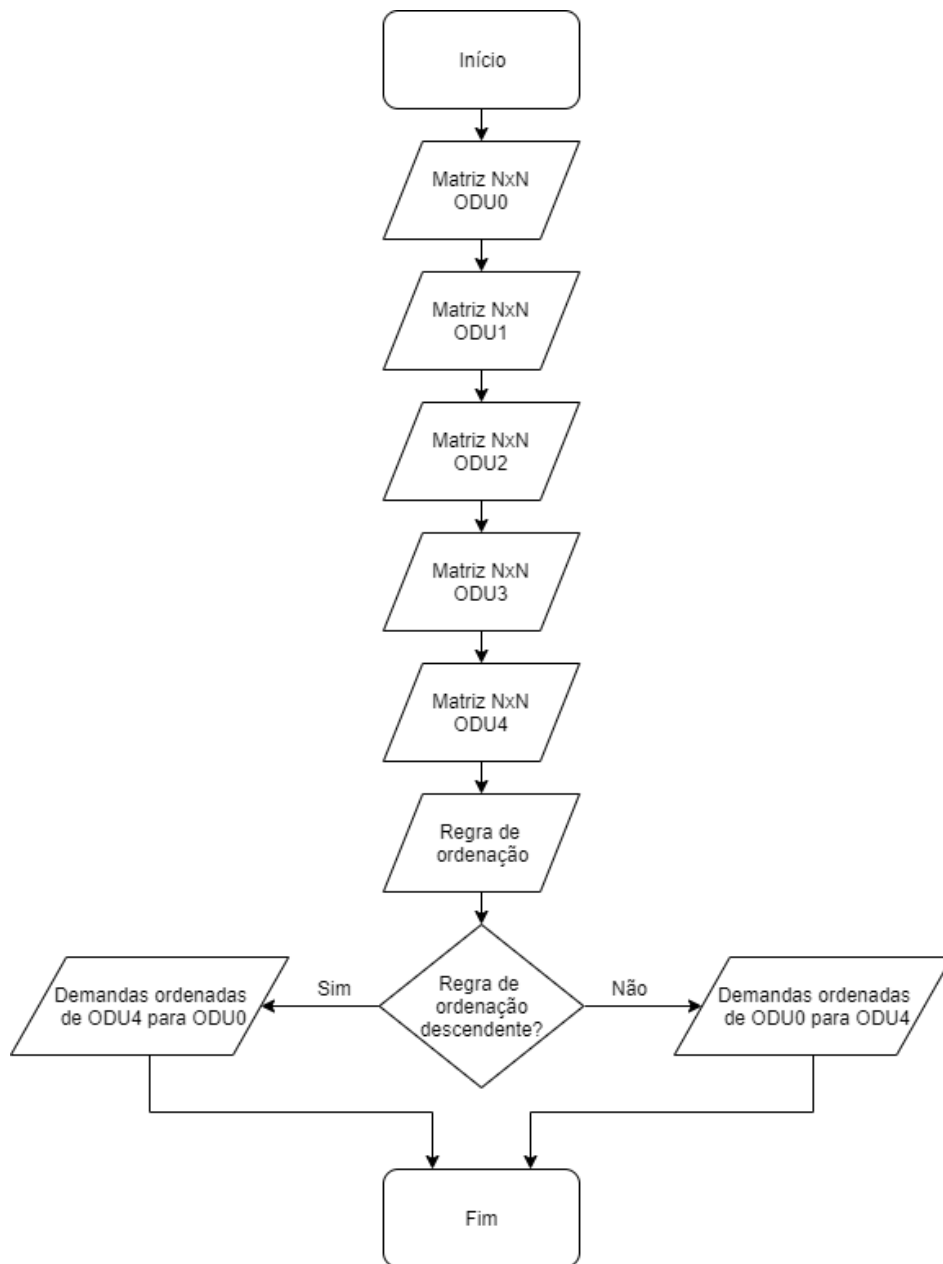 Início
Matriz NxN
ODU0
Matriz NxN
ODU1
Matriz NxN
ODU2
Matriz NxN
ODU3
Matriz NxN
ODU4
Regra de
ordenação
Regra de
ordenação
descendente?
Sim
Não
Demandas ordenadas
de ODU4 para ODU0
Demandas ordenadas
de ODU0 para ODU4
Fim